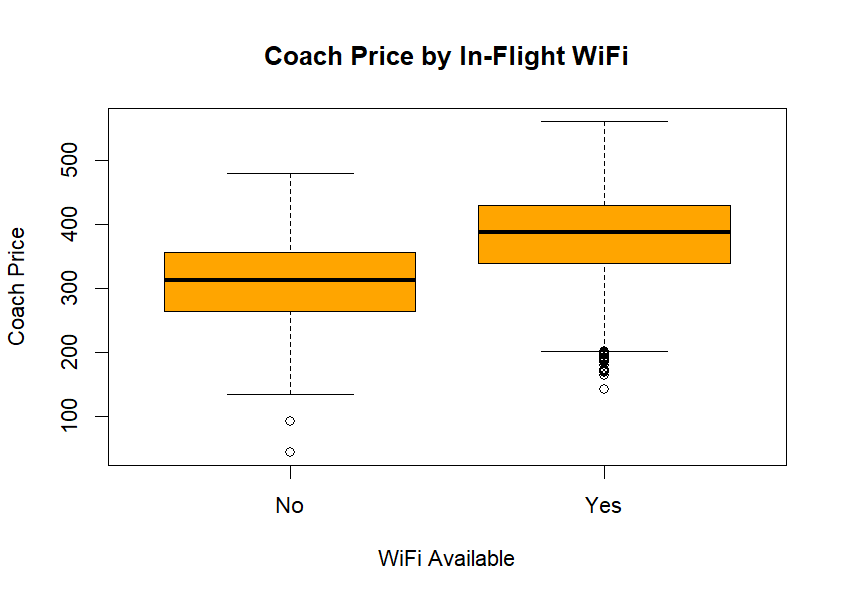 Coach Price by In-Flight WiFi
Coach Price
500
400
300
200
100
No
Yes
WiFi Available